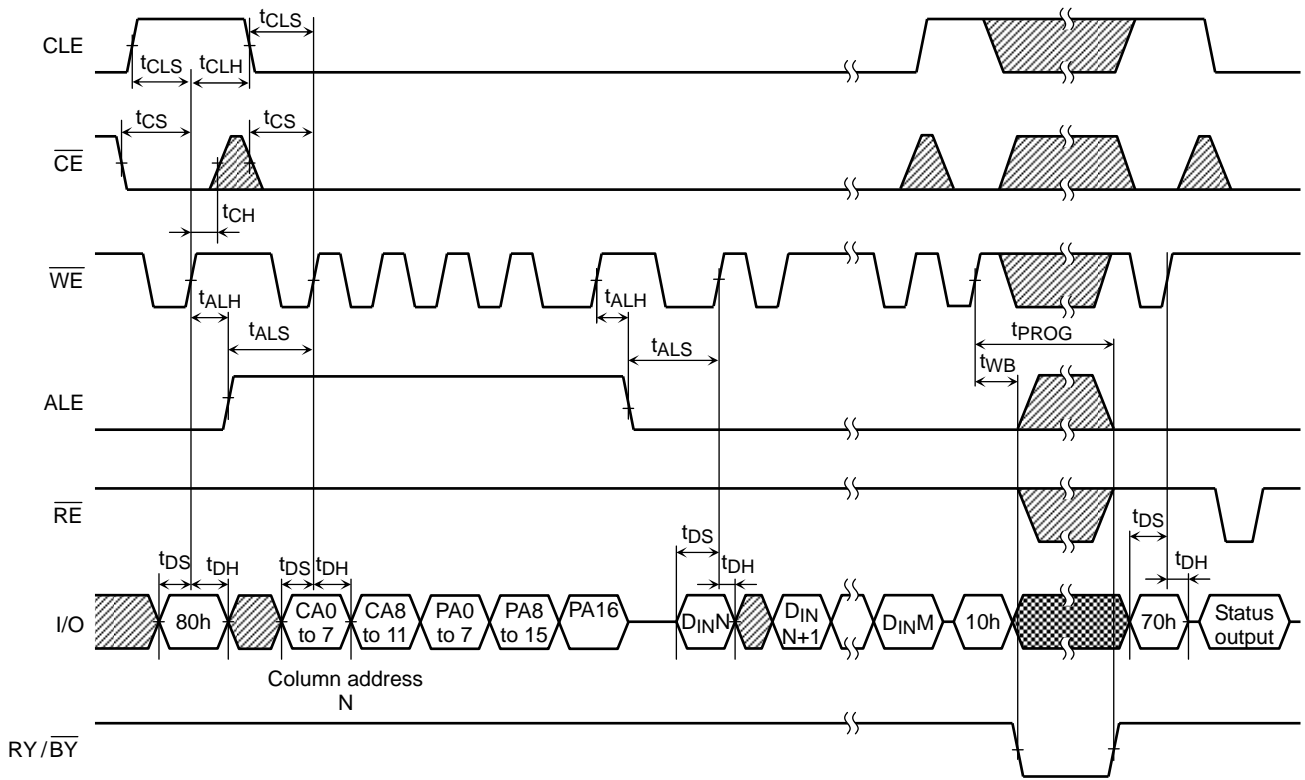 CLE
tCLS
tCLS
tCLH
CE
tCS
tCS
tCH
WE
tALH
tALS
tALH
tALS
tPROG
tWB
ALE
RE
tDS
tDH
tDS
tDH
tDS
tDH
tDS
tDH
I/O
80h
CA0
to 7
CA8
to 11
PA0
to 7
PA8
to 15
PA16
DINN
DIN
N+1
DINM
10h
70h
Status
output
Column address
N
RY/BY